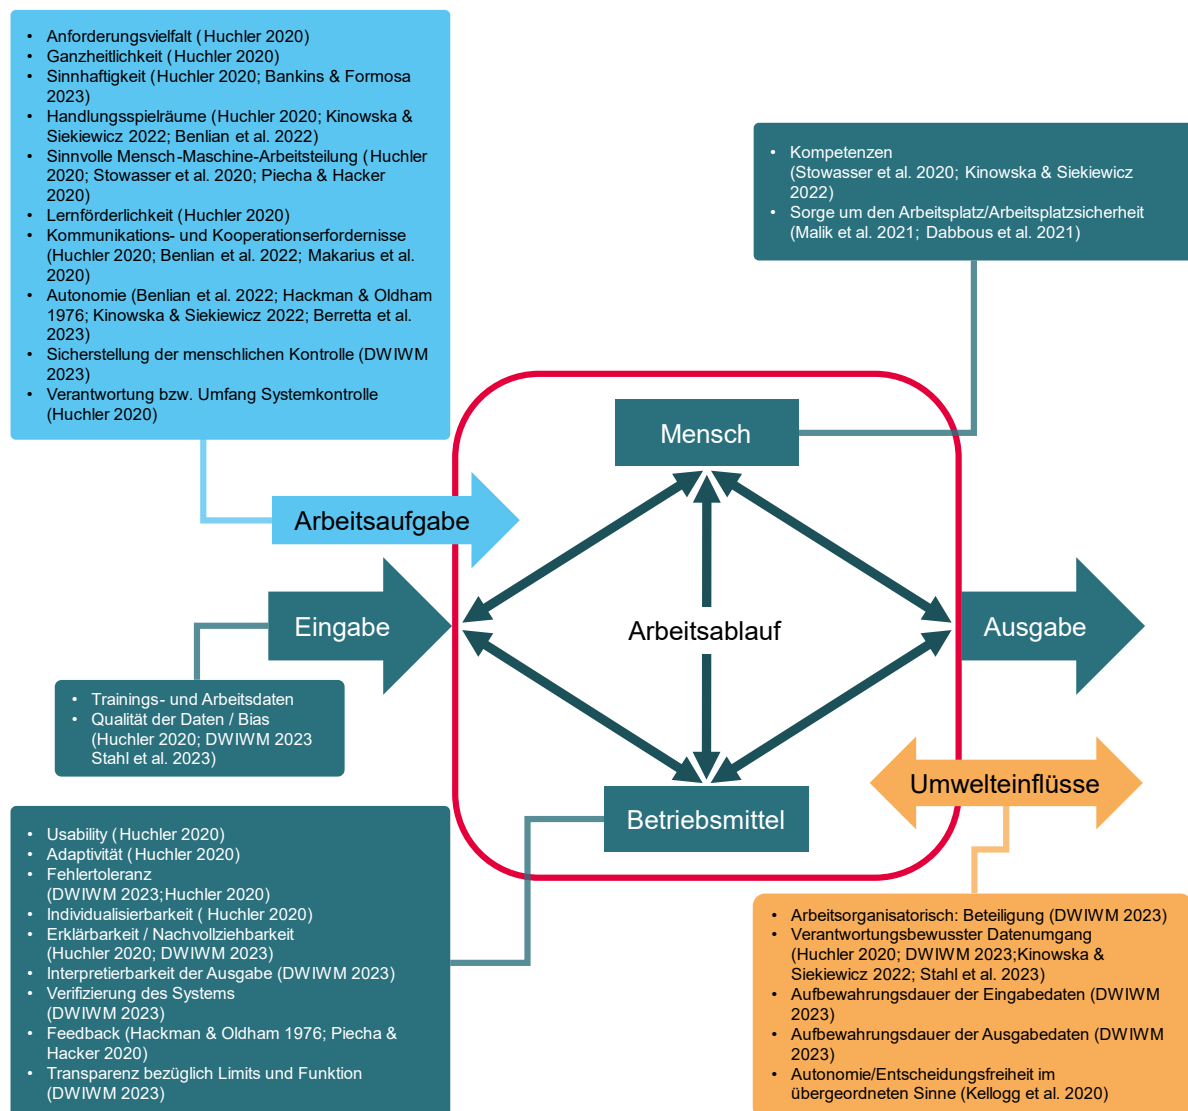 • Anforderungsvielfalt (Huchler 2020)
• Ganzheitlichkeit (Huchler 2020)
• Sinnhaftigkeit (Huchler 2020; Bankins & Formosa
2023)
• Handlungsspielräume (Huchler 2020; Kinowska &
Siekiewicz 2022; Benlian et al. 2022)
• Sinnvolle Mensch-Maschine-Arbeitsteilung (Huchler
2020; Stowasser et al. 2020; Piecha & Hacker
2020)
• Lernförderlichkeit (Huchler 2020)
• Kommunikations- und Kooperationserfordernisse
(Huchler 2020; Benlian et al. 2022; Makarius et al.
2020)
• Autonomie (Benlian et al. 2022; Hackman & Oldham
1976; Kinowska & Siekiewicz 2022; Berretta et al.
2023)
• Sicherstellung der menschlichen Kontrolle (DWIWM
2023)
• Verantwortung bzw. Umfang Systemkontrolle
(Huchler 2020)
• Kompetenzen
(Stowasser et al. 2020; Kinowska & Siekiewicz
2022)
• Sorge um den Arbeitsplatz/Arbeitsplatzsicherheit
(Malik et al. 2021; Dabbous et al. 2021)
Mensch
Arbeitsaufgabe
Eingabe
Arbeitsablauf
Ausgabe
• Trainings- und Arbeitsdaten
• Qualität der Daten / Bias
(Huchler 2020; DWIWM 2023
Stahl et al. 2023)
Umwelteinflüsse
Betriebsmittel
• Usability (Huchler 2020)
• Adaptivität (Huchler 2020)
• Fehlertoleranz
(DWIWM 2023;Huchler 2020)
• Individualisierbarkeit ( Huchler 2020)
• Erklärbarkeit / Nachvollziehbarkeit
(Huchler 2020; DWIWM 2023)
• Interpretierbarkeit der Ausgabe (DWIWM 2023)
• Verifizierung des Systems
(DWIWM 2023)
• Feedback (Hackman & Oldham 1976; Piecha &
Hacker 2020)
• Transparenz bezüglich Limits und Funktion
(DWIWM 2023)
• Arbeitsorganisatorisch: Beteiligung (DWIWM 2023)
• Verantwortungsbewusster Datenumgang
(Huchler 2020; DWIWM 2023;Kinowska &
Siekiewicz 2022; Stahl et al. 2023)
• Aufbewahrungsdauer der Eingabedaten (DWIWM
2023)
• Aufbewahrungsdauer der Ausgabedaten (DWIWM
2023)
• Autonomie/Entscheidungsfreiheit im
übergeordneten Sinne (Kellogg et al. 2020)